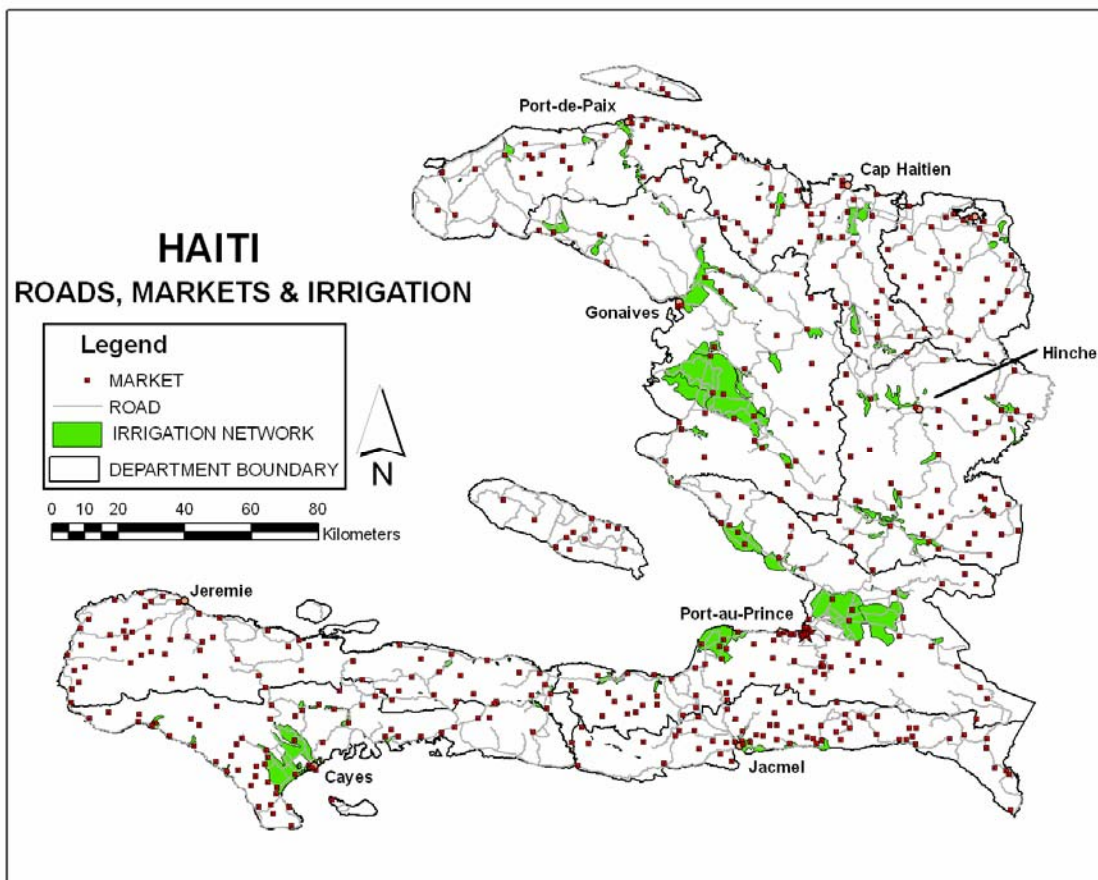 Port-de-Paix
Cap Haitien
HAITI
ROADS, MARKETS & IRRIGATION
Gonaives
Hinche
Legend
MARKET
ROAD
IRRIGATION NETWORK
DEPARTMENT BOUNDARY
N
0 10 20 40 60 80
Kilometers
Jeremie
Port-au-Prince
Cayes
Jacmel